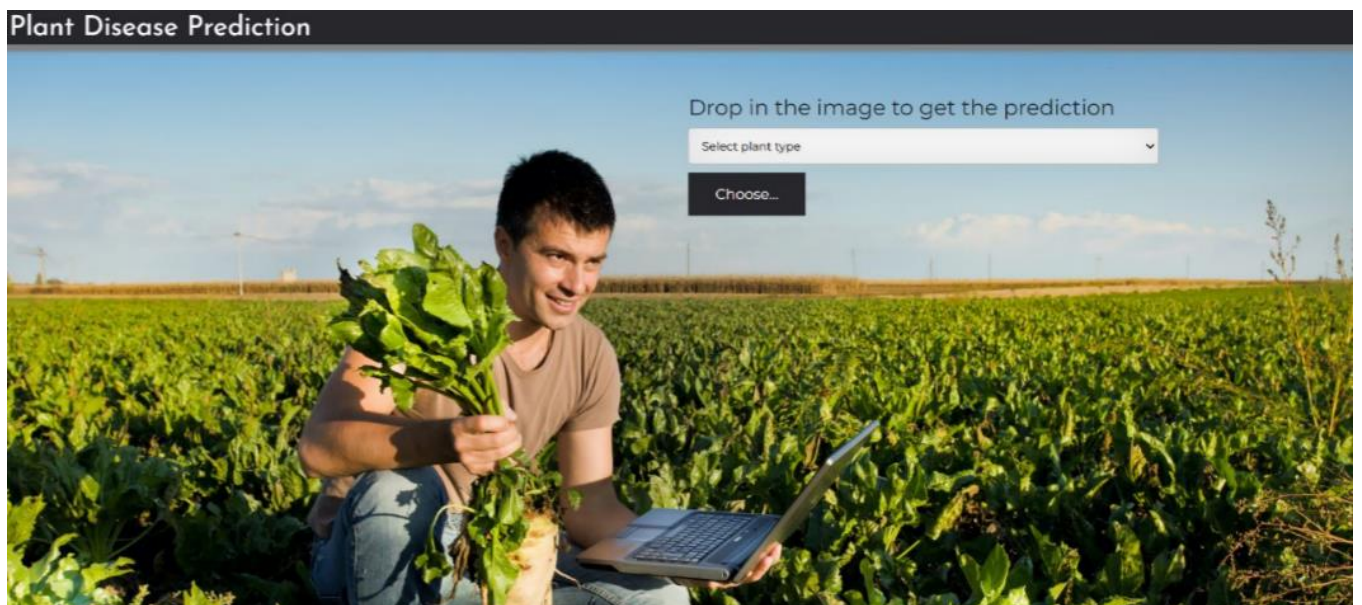 Plant Disease Prediction
Drop in the image to get the prediction
Select plant type
Choose...